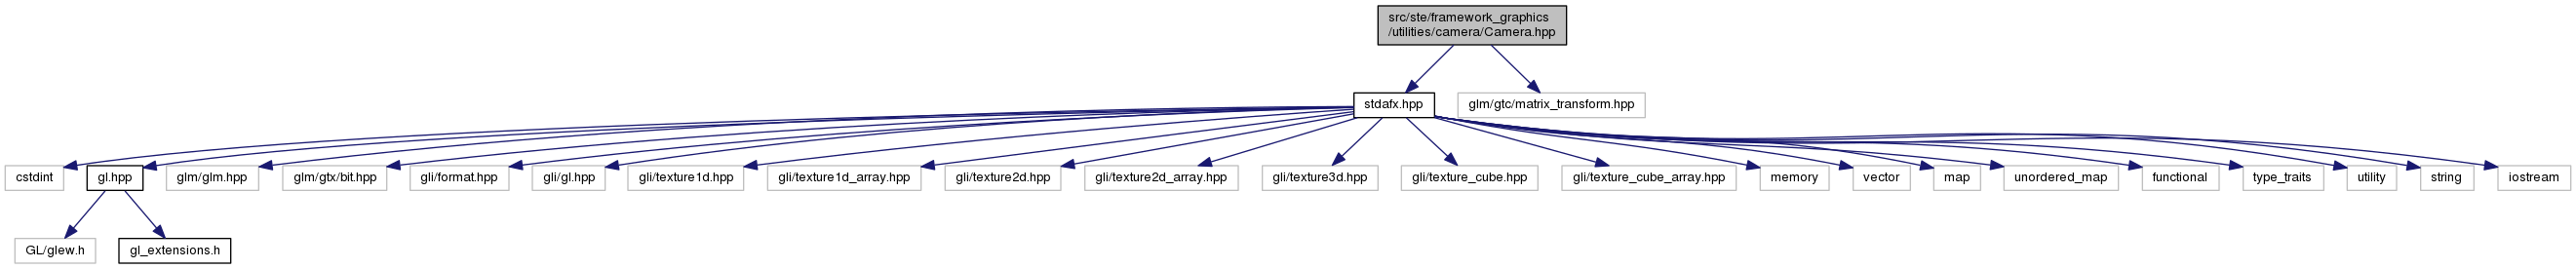 src/ste/framework_graphics
/utilities/camera/Camera.hpp
stdafx.hpp
glm/gtc/matrix_transform.hpp
cstdint
gl.hpp
glm/glm.hpp
glm/gtx/bit.hpp
gli/format.hpp
gli/gl.hpp
gli/texture1d.hpp
gli/texture1d_array.hpp
gli/texture2d.hpp
gli/texture2d_array.hpp
gli/texture3d.hpp
gli/texture_cube.hpp
gli/texture_cube_array.hpp
memory
vector
map
unordered_map
functional
type_traits
utility
string
iostream
GL/glew.h
gl_extensions.h